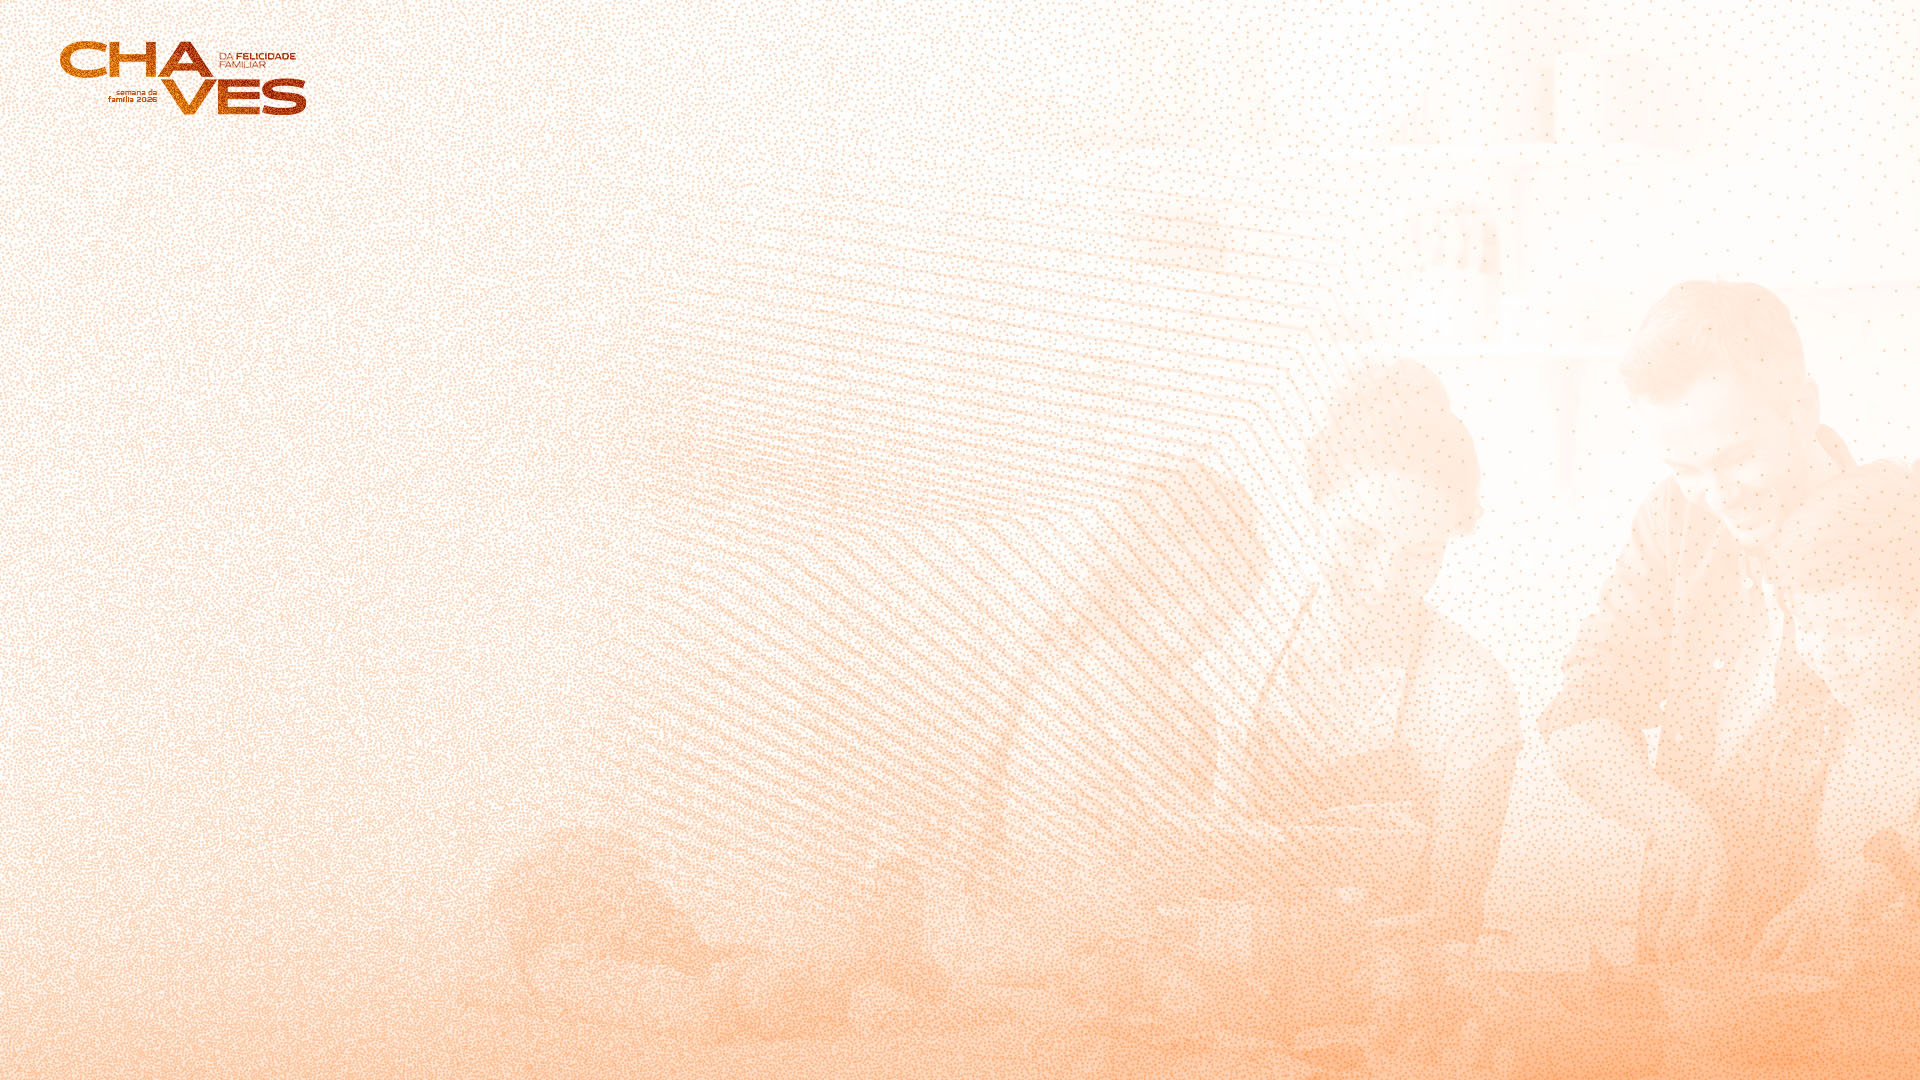 CHA
DA FELICIDADE
FAMILIAR
semana da
família 2026
VES